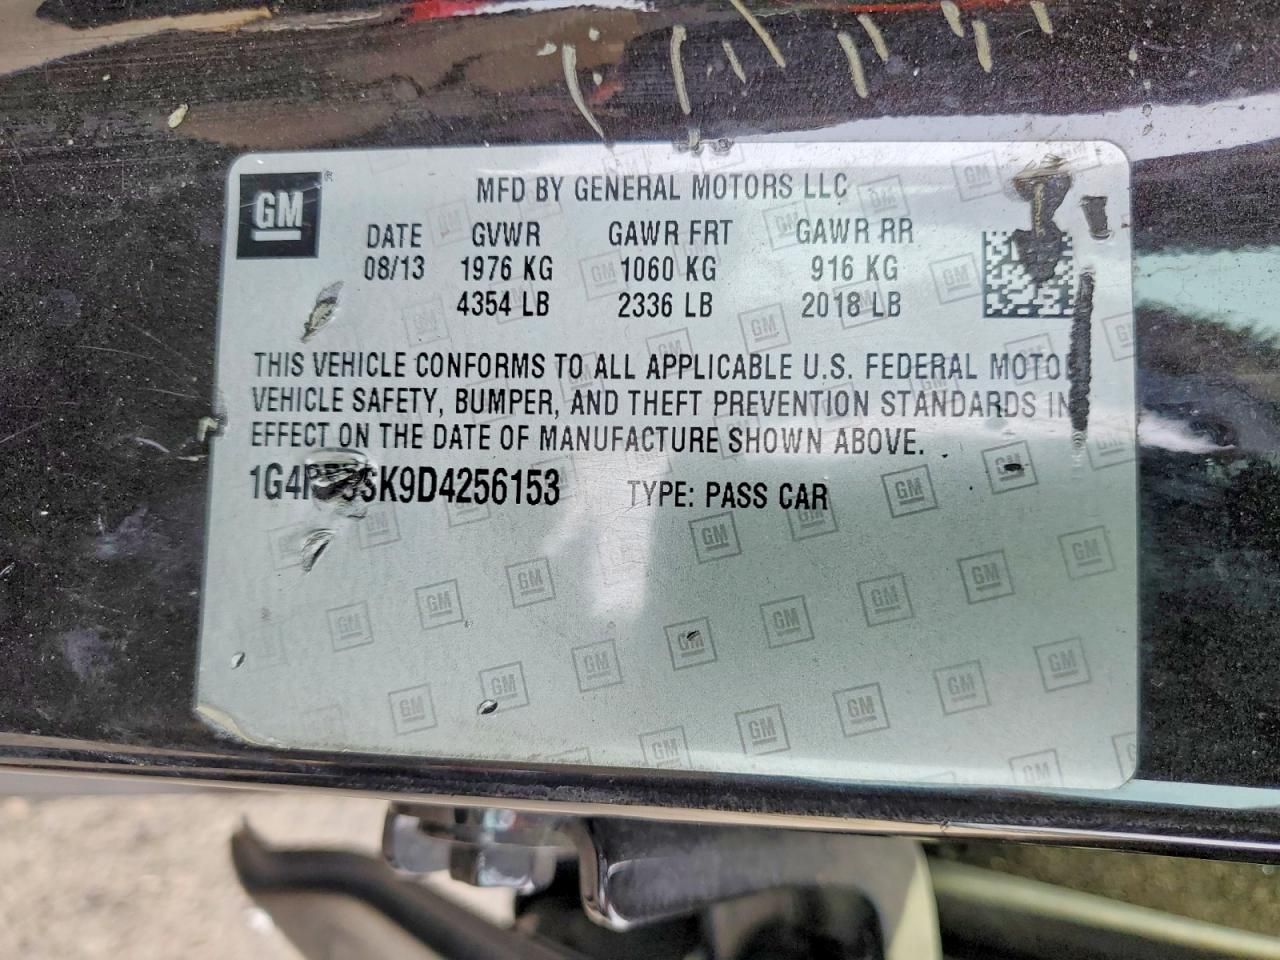 GM
MFD BY GENERAL MOTORS LLC
DATE GVWR GAWR FRT GAWR RR
08/13 1976 KG 1060 KG 916 KG
4354 LB 2336 LB 2018 LB
THIS VEHICLE CONFORMS TO ALL APPLICABLE U.S. FEDERAL MOTOR
VEHICLE SAFETY, BUMPER, AND THEFT PREVENTION STANDARDS IN
EFFECT ON THE DATE OF MANUFACTURE SHOWN ABOVE.
TYPE: PASS CAR